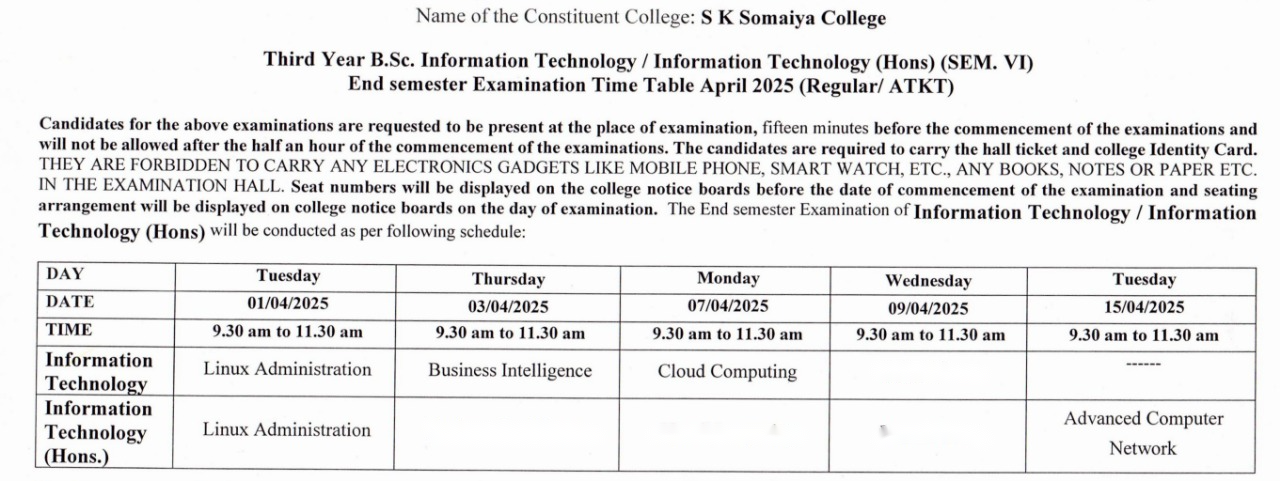 Name of the Constituent College: S K Somaiya College
Third Year B.Sc. Information Technology / Information Technology (Hons) (SEM. VI)
End semester Examination Time Table April 2025 (Regular/ ATKT)
Candidates for the above examinations are requested to be present at the place of examination, fifteen minutes before the commencement of the examinations and
will not be allowed after the half an hour of the commencement of the examinations. The candidates are required to carry the hall ticket and college Identity Card.
THEY ARE FORBIDDEN TO CARRY ANY ELECTRONICS GADGETS LIKE MOBILE PHONE, SMART WATCH, ETC., ANY BOOKS, NOTES OR PAPER ETC.
IN THE EXAMINATION HALL. Seat numbers will be displayed on the college notice boards before the date of commencement of the examination and seating
arrangement will be displayed on college notice boards on the day of examination. The End semester Examination of Information Technology / Information
Technology (Hons) will be conducted as per following schedule:
DAY Tuesday Thursday Monday Wednesday Tuesday
DATE 01/04/2025 03/04/2025 07/04/2025 09/04/2025 15/04/2025
TIME 9.30 am to 11.30 am 9.30 am to 11.30 am 9.30 am to 11.30 am 9.30 am to 11.30 am 9.30 am to 11.30 am
Information
Technology Linux Administration Business Intelligence Cloud Computing ------
Information
Technology
(Hons.) Linux Administration Advanced Computer
Network